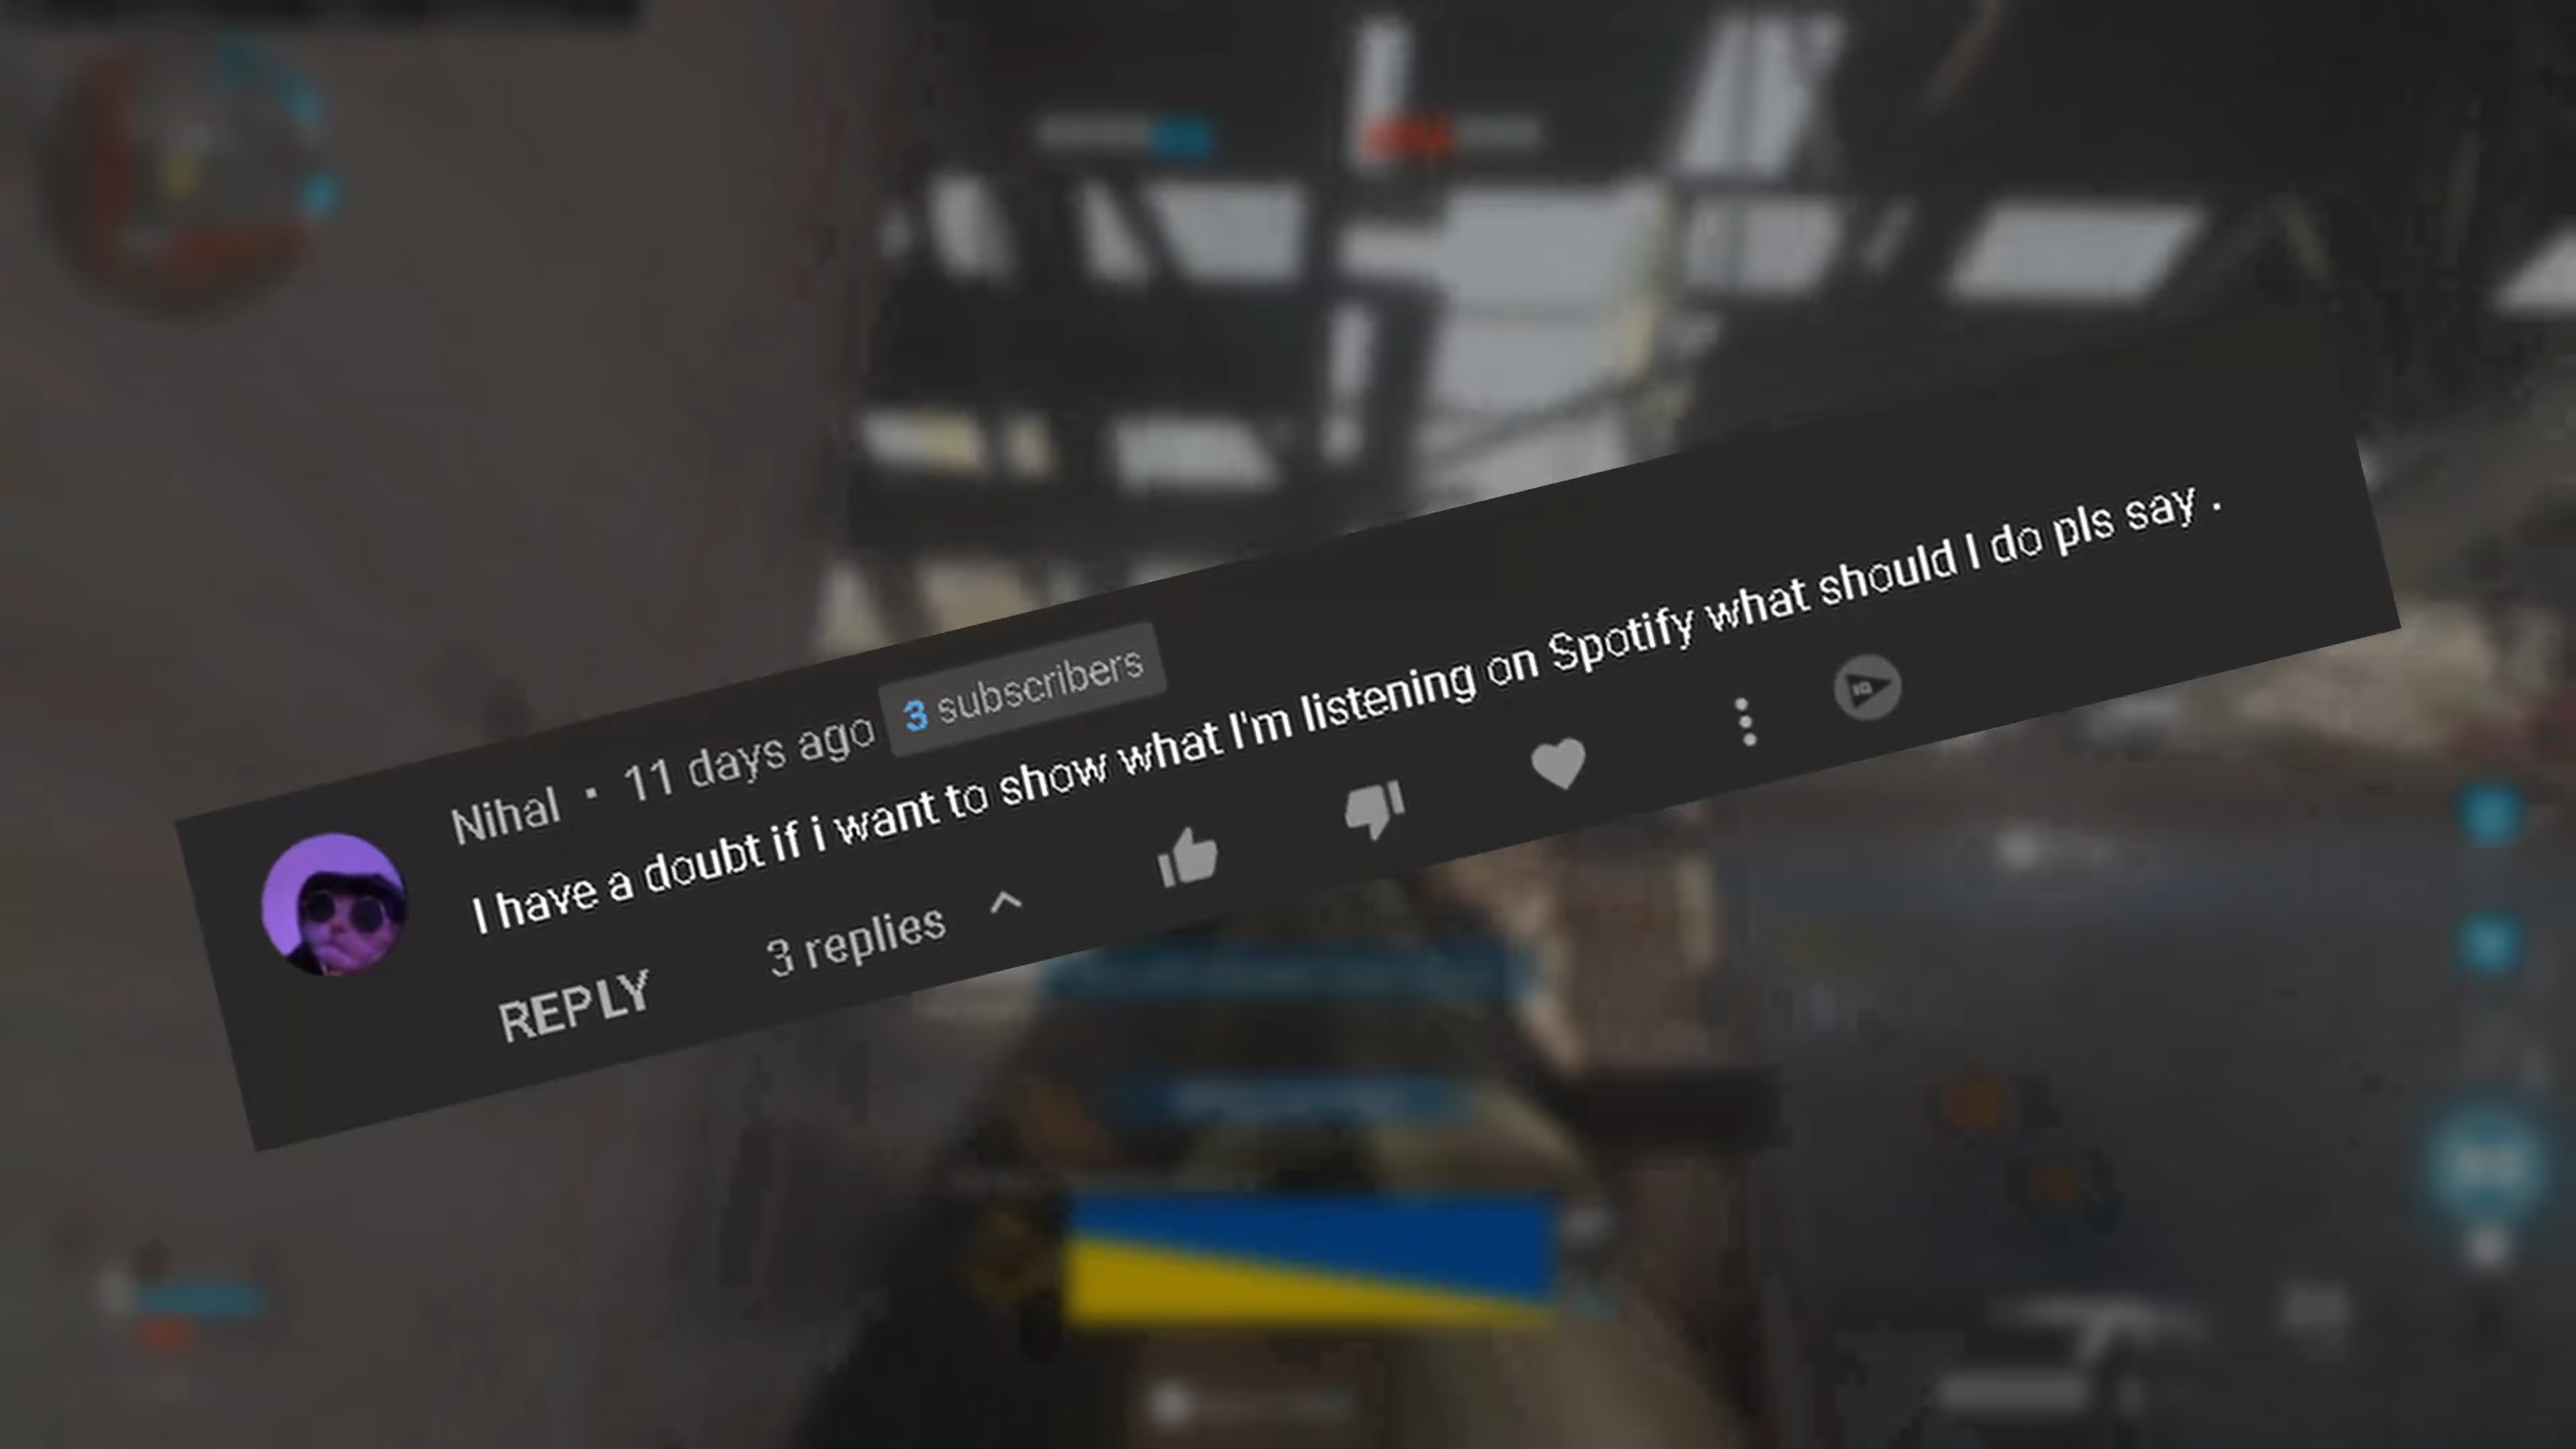 Nihal · 11 days ago 3 subscribers
I have a doubt if i want to show what I'm listening on Spotify what should I do pls say .
REPLY 3 replies